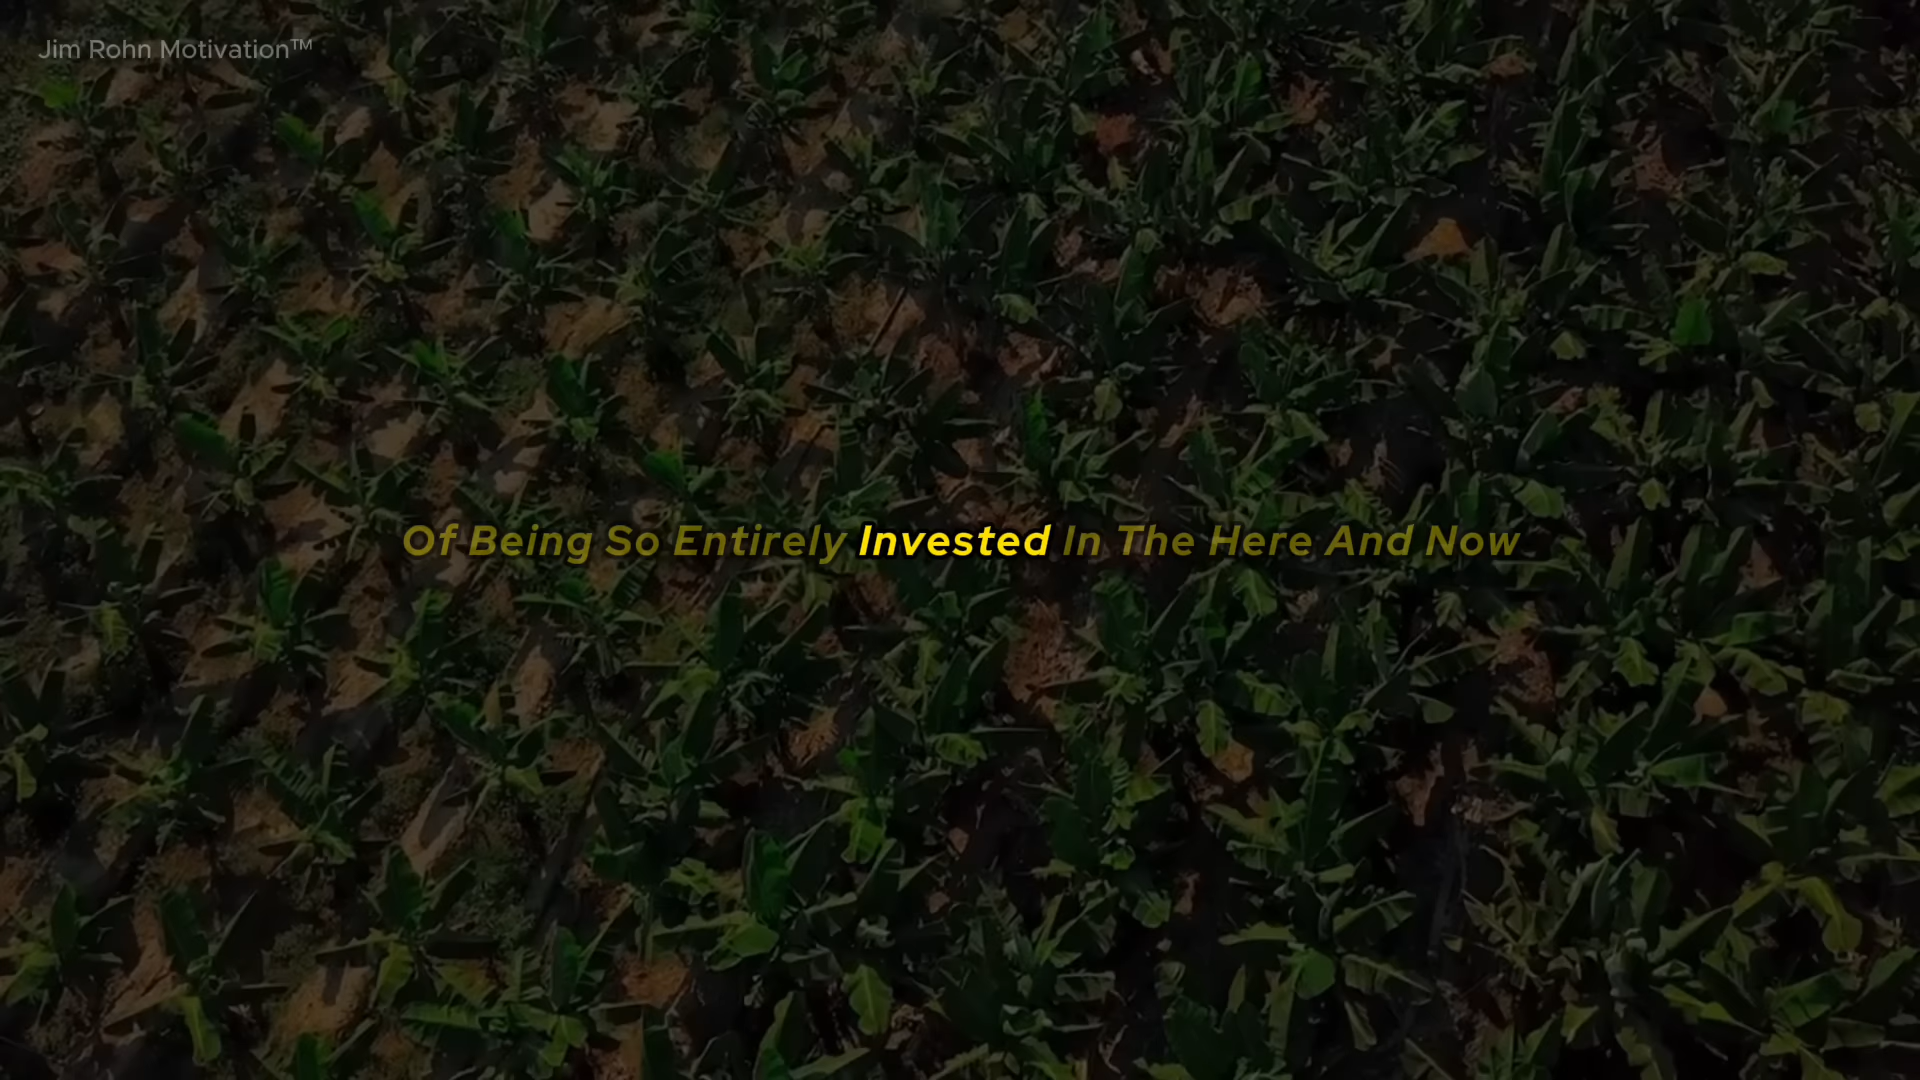 Jim Rohn Motivation™
Of Being So Entirely Invested In The Here And Now